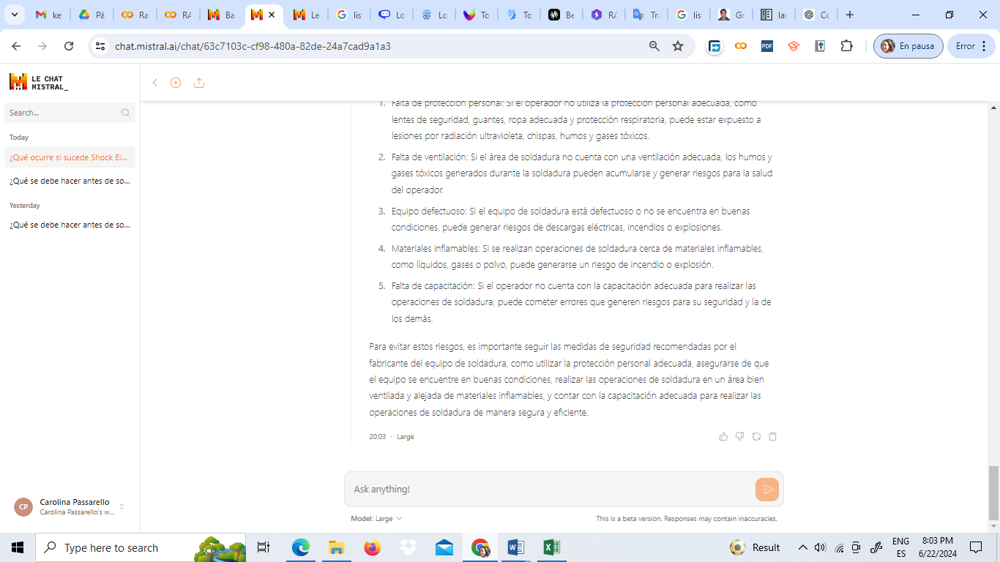 ke
Pá
Ra
RA
Ba
Le
lis
Lo
Lo
To
To
Be
RA
Tra
lis
Gr
lar
Co
chat.mistral.ai/chat/63c7103c-cf98-480a-82de-24a7cad9a1a3
PDF
En pausa
Error
LE CHAT
MISTRAL_
Search...
Today
¿Qué ocurre si sucede Shock El...
¿Qué se debe hacer antes de so...
Yesterday
¿Qué se debe hacer antes de so...
1. Falta de protección personal: Si el operador no utiliza la protección personal adecuada, como
lentes de seguridad, guantes, ropa adecuada y protección respiratoria, puede estar expuesto a
lesiones por radiación ultravioleta, chispas, humos y gases tóxicos.
2. Falta de ventilación: Si el área de soldadura no cuenta con una ventilación adecuada, los humos y
gases tóxicos generados durante la soldadura pueden acumularse y generar riesgos para la salud
del operador.
3. Equipo defectuoso: Si el equipo de soldadura está defectuoso o no se encuentra en buenas
condiciones, puede generar riesgos de descargas eléctricas, incendios o explosiones.
4. Materiales inflamables: Si se realizan operaciones de soldadura cerca de materiales inflamables,
como líquidos, gases o polvo, puede generarse un riesgo de incendio o explosión.
5. Falta de capacitación: Si el operador no cuenta con la capacitación adecuada para realizar las
operaciones de soldadura, puede cometer errores que generen riesgos para su seguridad y la de
los demás.
Para evitar estos riesgos, es importante seguir las medidas de seguridad recomendadas por el
fabricante del equipo de soldadura, como utilizar la protección personal adecuada, asegurarse de que
el equipo se encuentre en buenas condiciones, realizar las operaciones de soldadura en un área bien
ventilada y alejada de materiales inflamables, y contar con la capacitación adecuada para realizar las
operaciones de soldadura de manera segura y eficiente.
20:03 · Large
Ask anything!
Model: Large
This is a beta version. Responses may contain inaccuracies.
CP
Carolina Passarello
Carolina Passarello's w...
Type here to search
Result
ENG
ES
8:03 PM
6/22/2024